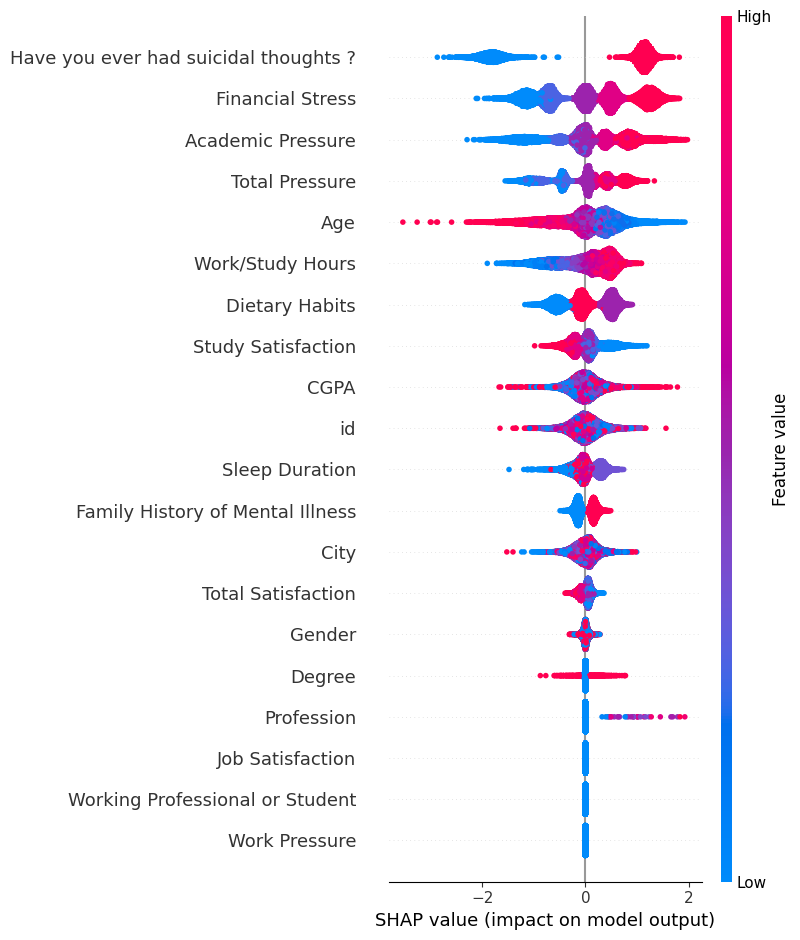 High
Have you ever had suicidal thoughts ?
Financial Stress
Academic Pressure
Total Pressure
Age
Work/Study Hours
Dietary Habits
Study Satisfaction
CGPA
id
Sleep Duration
Family History of Mental Illness
City
Total Satisfaction
Gender
Degree
Profession
Job Satisfaction
Working Professional or Student
Work Pressure
Feature value
Low
−2 0 2
SHAP value (impact on model output)